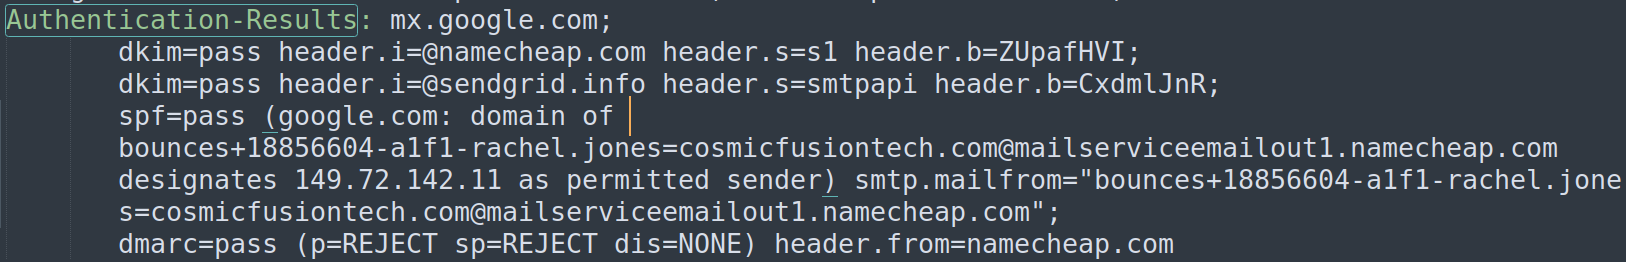 Authentication-Results: mx.google.com;
dkim=pass header.i=@namecheap.com header.s=s1 header.b=ZUpafHVI;
dkim=pass header.i=@sendgrid.info header.s=smtpapi header.b=CxdmlJnR;
spf=pass (google.com: domain of
bounces+18856604-a1f1-rachel.jones=cosmicfusiontech.com@mailserviceemailout1.namecheap.com
designates 149.72.142.11 as permitted sender) smtp.mailfrom="bounces+18856604-a1f1-rachel.jone
s=cosmicfusiontech.com@mailserviceemailout1.namecheap.com";
dmarc=pass (p=REJECT sp=REJECT dis=NONE) header.from=namecheap.com